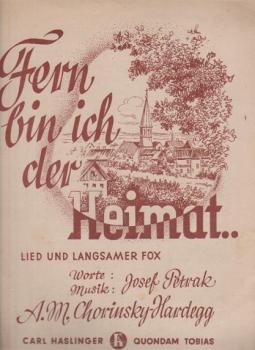 Fern
bin ich
der
Heimat..
LIED UND LANGSAMER FOX
Worte: Josef Petrak
Musik:
A.M. Chorinsky-Hardegg
CARL HASLINGER QUONDAM TOBIAS